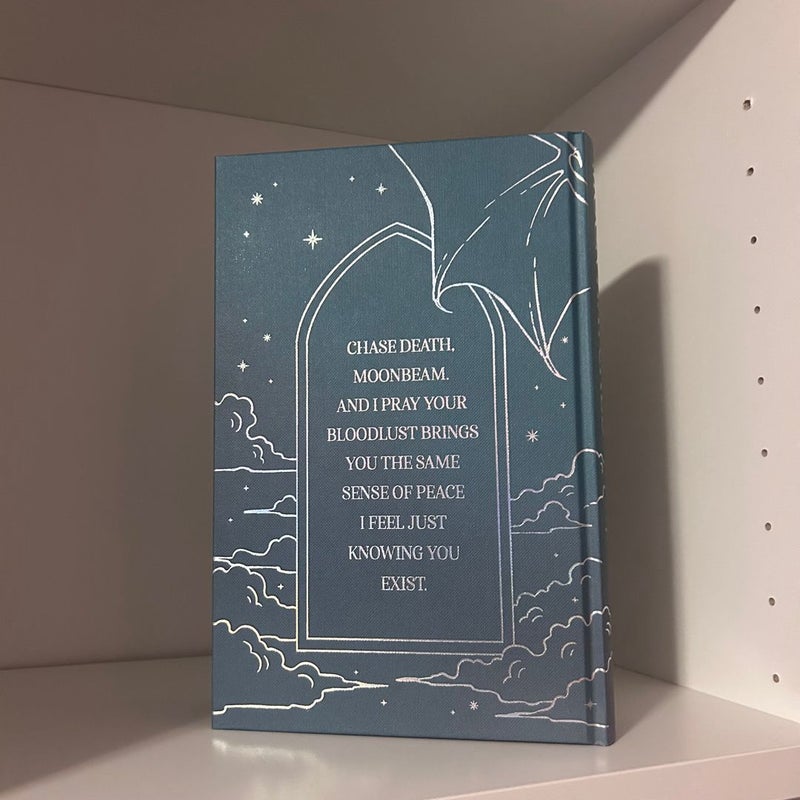 CHASE DEATH,
MOONBEAM.
AND I PRAY YOUR
BLOODLUST BRINGS
YOU THE SAME
SENSE OF PEACE
I FEEL JUST
KNOWING YOU
EXIST.